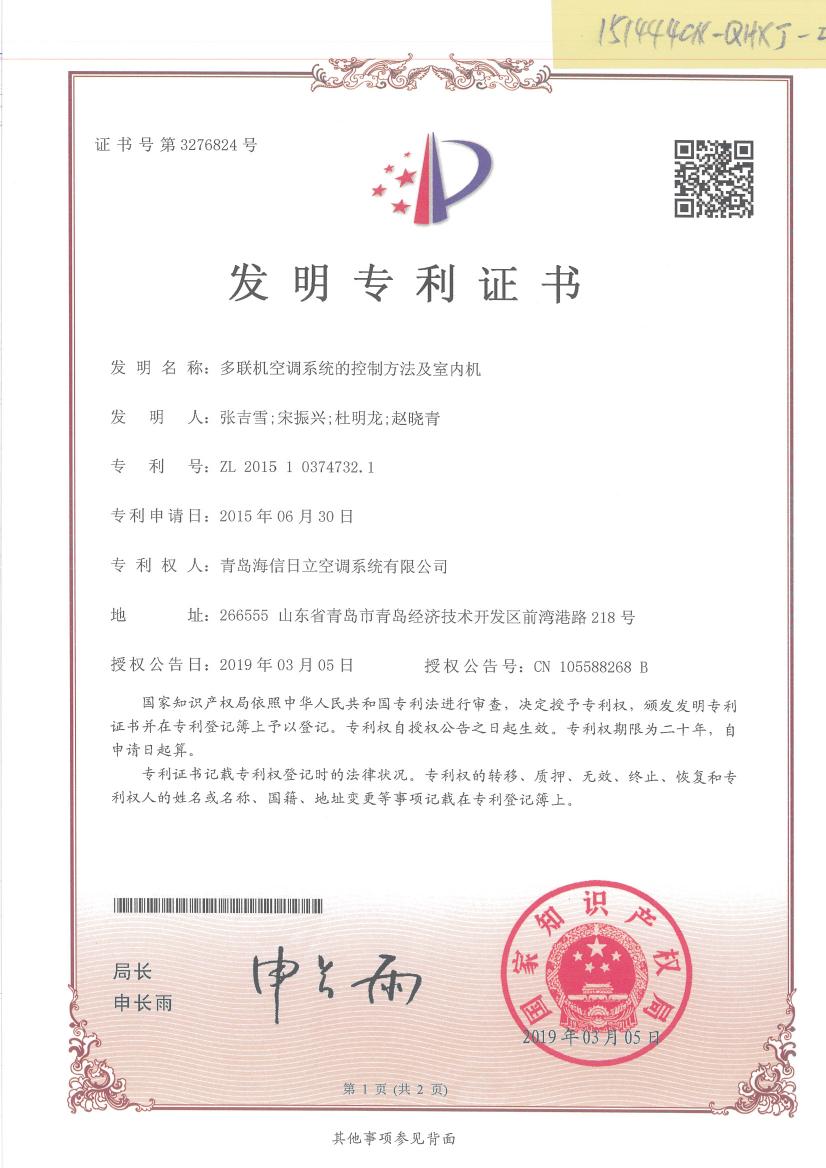 151444CN-QHXJ-
证书号第3276824号
发明专利证书
发明名称：多联机空调系统的控制方法及室内机
发明人：张吉雪;宋振兴;杜明龙;赵晓青
专利号：ZL 2015 1 0374732.1
专利申请日：2015年06月30日
专利权人：青岛海信日立空调系统有限公司
地址：266555 山东省青岛市青岛经济技术开发区前湾港路218号
授权公告日：2019年03月05日 授权公告号：CN 105588268 B
国家知识产权局依照中华人民共和国专利法进行审查，决定授予专利权，颁发发明专利
证书并在专利登记簿上予以登记。专利权自授权公告之日起生效。专利权期限为二十年，自
申请日起算。
专利证书记载专利权登记时的法律状况。专利权的转移、质押、无效、终止、恢复和专
利权人的姓名或名称、国籍、地址变更等事项记载在专利登记簿上。
局长
申长雨
申长雨
国家知识产权局
2019年03月05日
第1页(共2页)
其他事项参见背面